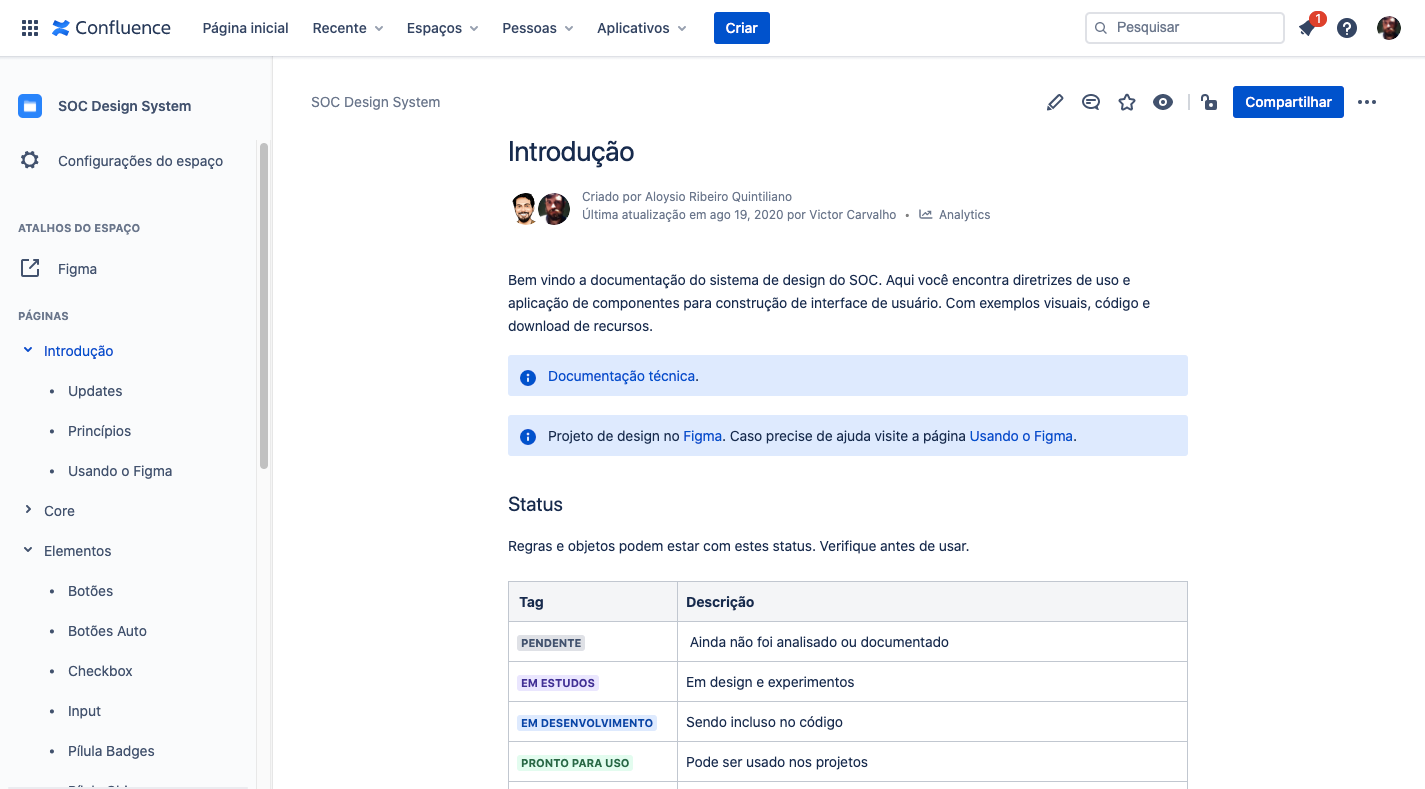 Confluence
Página inicial
Recente
Espaços
Pessoas
Aplicativos
Criar
Pesquisar
1
SOC Design System
Configurações do espaço
ATALHOS DO ESPAÇO
Figma
PÁGINAS
Introdução
• Updates
• Princípios
• Usando o Figma
Core
Elementos
• Botões
• Botões Auto
• Checkbox
• Input
• Pílula Badges
SOC Design System
Compartilhar
Introdução
Criado por Aloysio Ribeiro Quintiliano
Última atualização em ago 19, 2020 por Victor Carvalho • Analytics
Bem vindo a documentação do sistema de design do SOC. Aqui você encontra diretrizes de uso e
aplicação de componentes para construção de interface de usuário. Com exemplos visuais, código e
download de recursos.
Documentação técnica.
Projeto de design no Figma. Caso precise de ajuda visite a página Usando o Figma.
Status
Regras e objetos podem estar com estes status. Verifique antes de usar.
Tag Descrição
PENDENTE Ainda não foi analisado ou documentado
EM ESTUDOS Em design e experimentos
EM DESENVOLVIMENTO Sendo incluso no código
PRONTO PARA USO Pode ser usado nos projetos